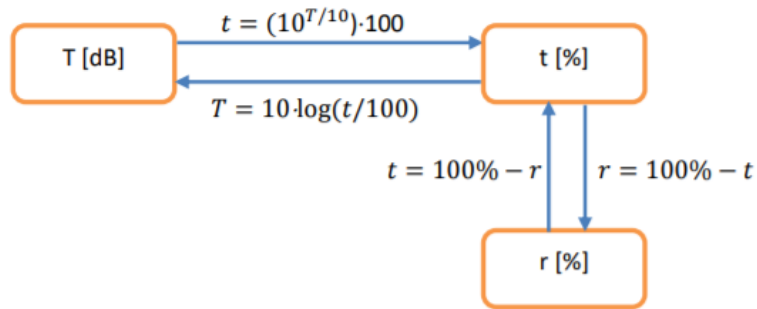 t = (10^{T/10})·100
T [dB]
t [%]
T = 10·log(t/100)
t = 100% − r
r = 100% − t
r [%]